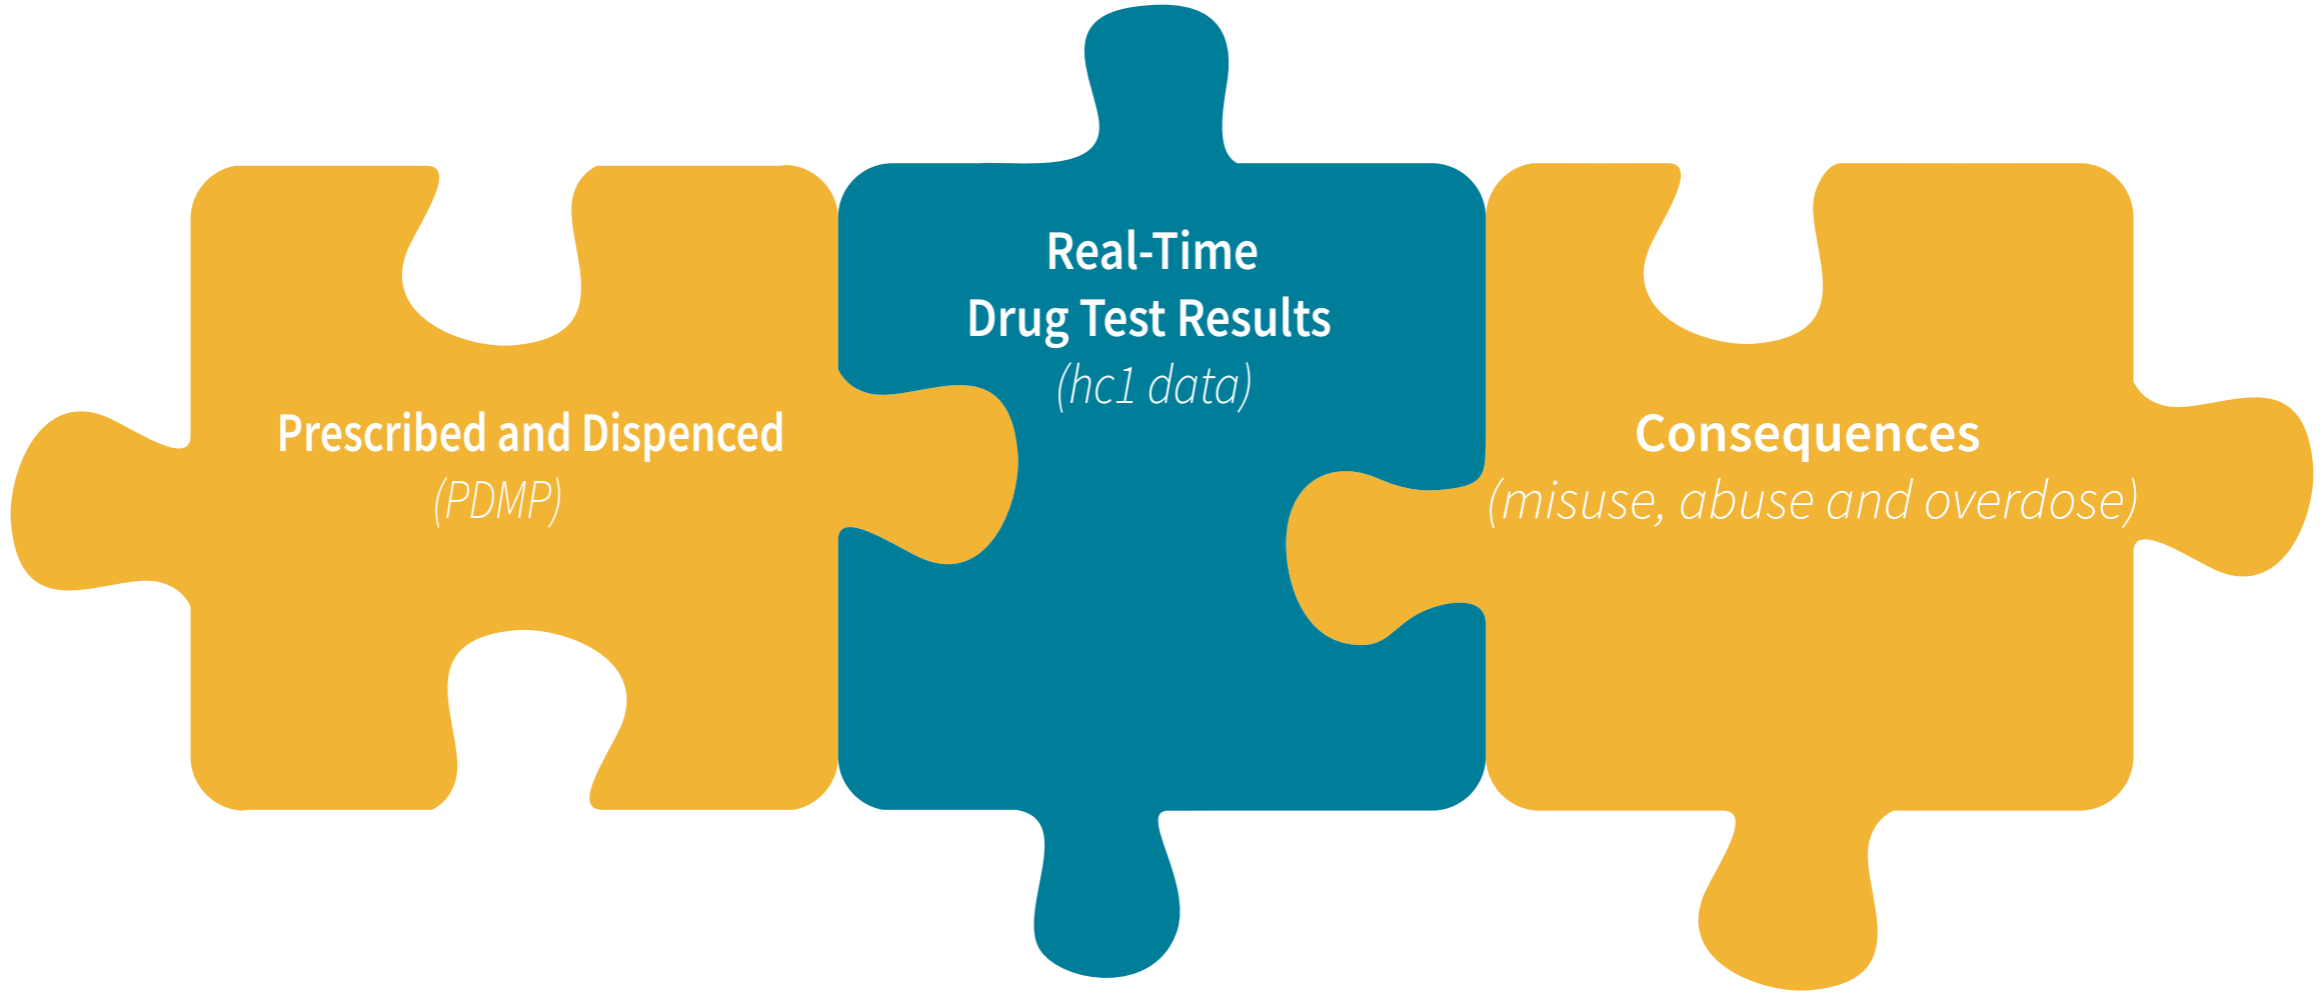 Prescribed and Dispenced
(PDMP)
Real-Time
Drug Test Results
(hc1 data)
Consequences
(misuse, abuse and overdose)